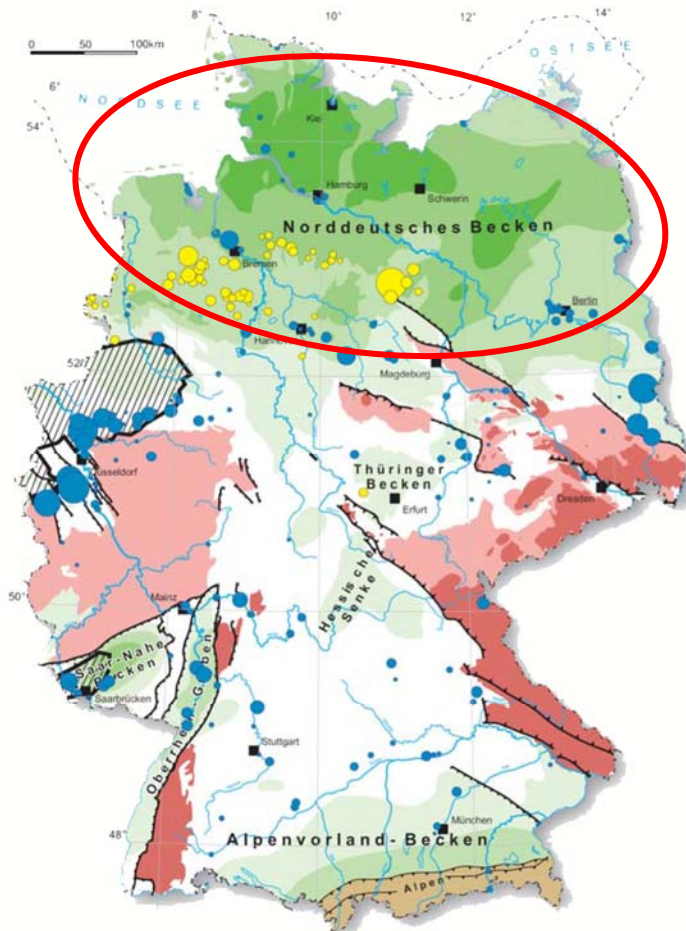 8°
10°
12°
14°
0 50 100km
6°
OSTSEE
NORDSEE
54°
Kiel
Hamburg
Schwerin
Norddeutsches Becken
Bremen
Berlin
52°
Magdeburg
Thüringer
Becken
Erfurt
Dresden
50°
Mainz
Hessische
Senke
Saar-Nahe
Becken
Saarbrücken
Oberrhein-Graben
Stuttgart
48°
München
Alpenvorland-Becken
Alpen